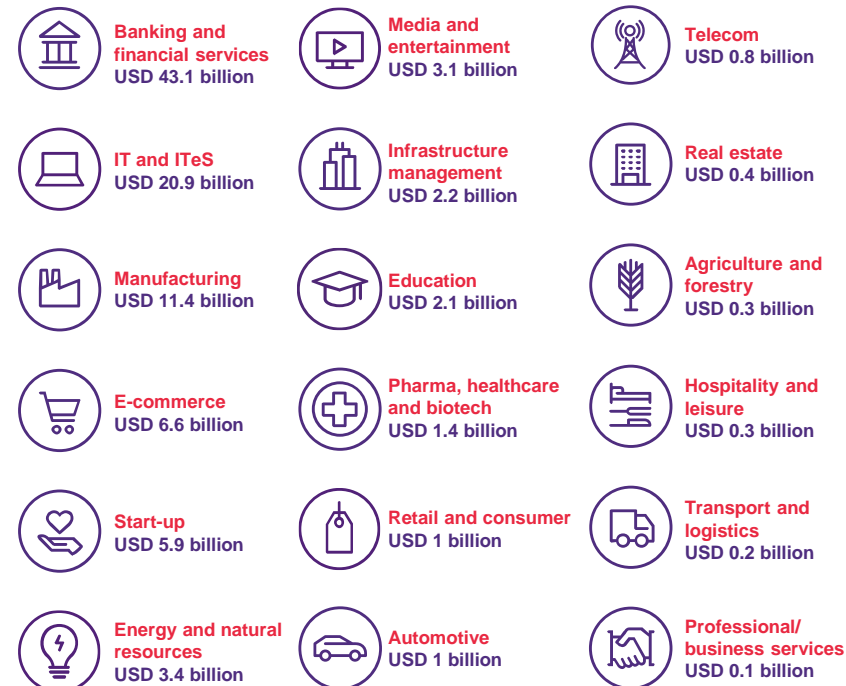 Banking and
financial services
USD 43.1 billion
Media and
entertainment
USD 3.1 billion
Telecom
USD 0.8 billion
IT and ITeS
USD 20.9 billion
Infrastructure
management
USD 2.2 billion
Real estate
USD 0.4 billion
Manufacturing
USD 11.4 billion
Education
USD 2.1 billion
Agriculture and
forestry
USD 0.3 billion
E-commerce
USD 6.6 billion
Pharma, healthcare
and biotech
USD 1.4 billion
Hospitality and
leisure
USD 0.3 billion
Start-up
USD 5.9 billion
Retail and consumer
USD 1 billion
Transport and
logistics
USD 0.2 billion
Energy and natural
resources
USD 3.4 billion
Automotive
USD 1 billion
Professional/
business services
USD 0.1 billion